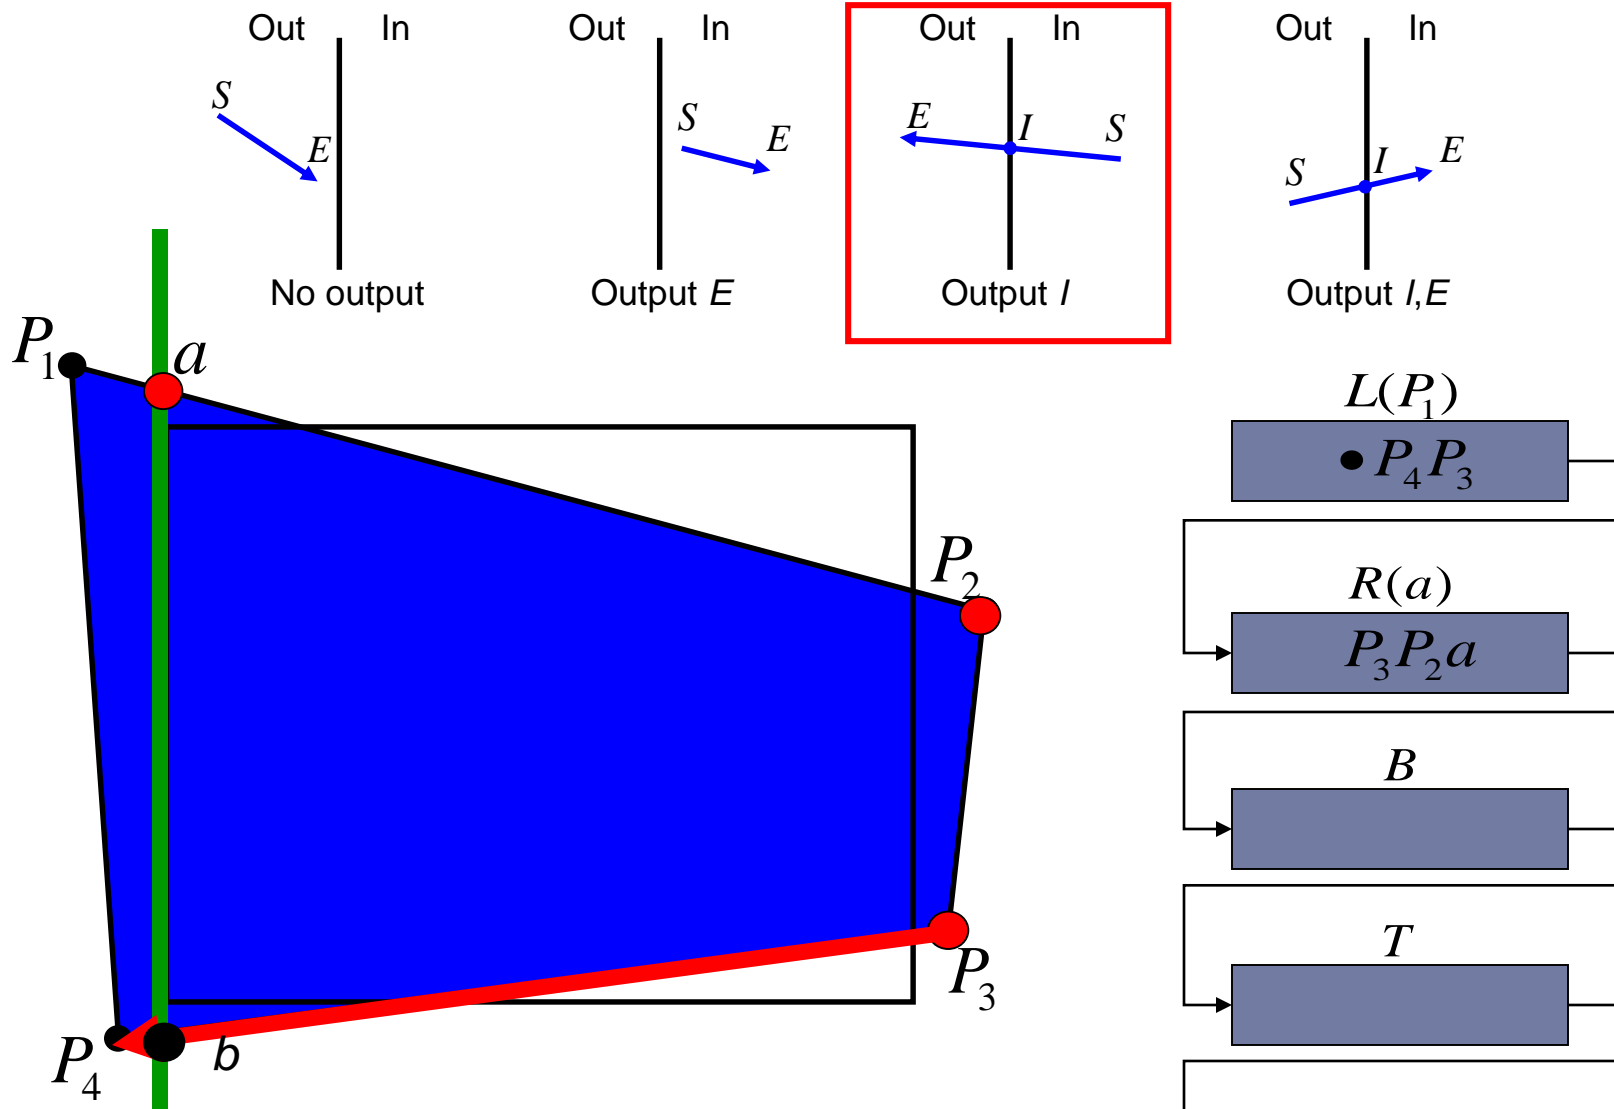 Out In Out In Out In Out In
S E S E E I S S I E
No output Output E Output I Output I,E
P1 a
L(P1)
• P4P3
P2
R(a)
P3P2a
B
T
P3
P4 b